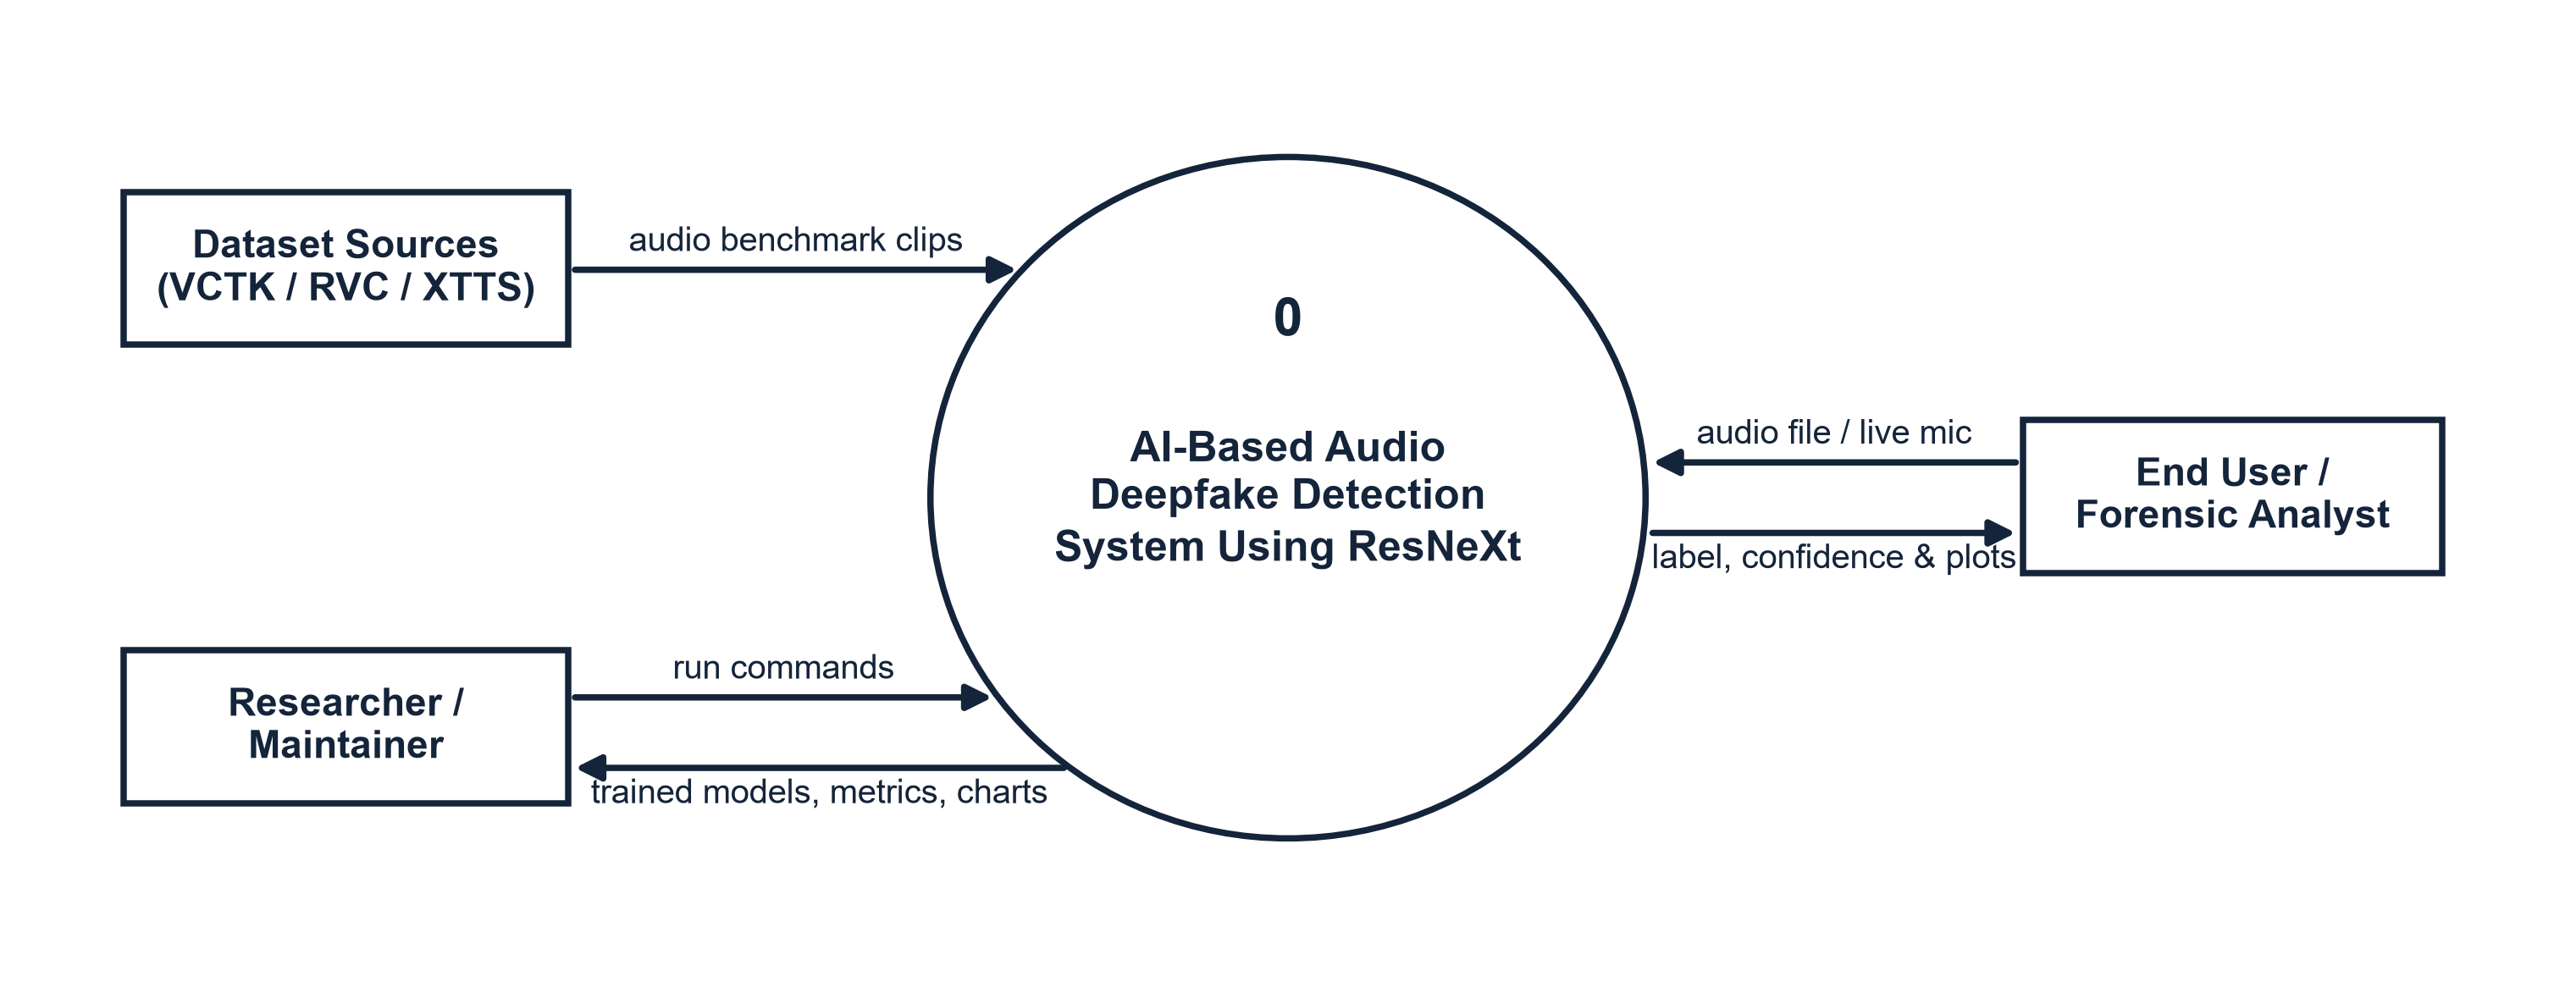 Dataset Sources
(VCTK / RVC / XTTS)
audio benchmark clips
0
AI-Based Audio
Deepfake Detection
System Using ResNeXt
audio file / live mic
label, confidence & plots
End User /
Forensic Analyst
Researcher /
Maintainer
run commands
trained models, metrics, charts